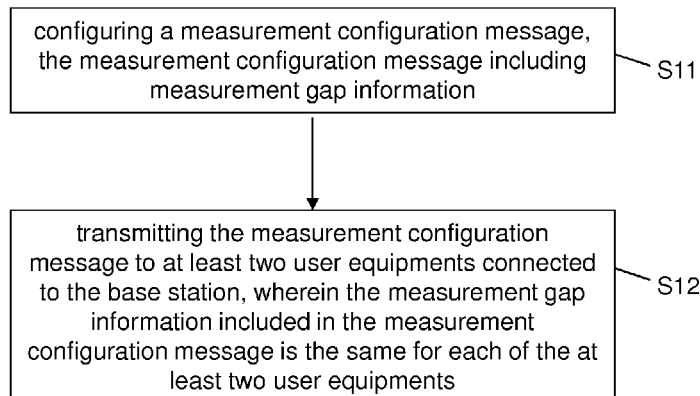 configuring a measurement configuration message,
the measurement configuration message including
measurement gap information
S11
transmitting the measurement configuration
message to at least two user equipments connected
to the base station, wherein the measurement gap
information included in the measurement
configuration message is the same for each of the at
least two user equipments
S12